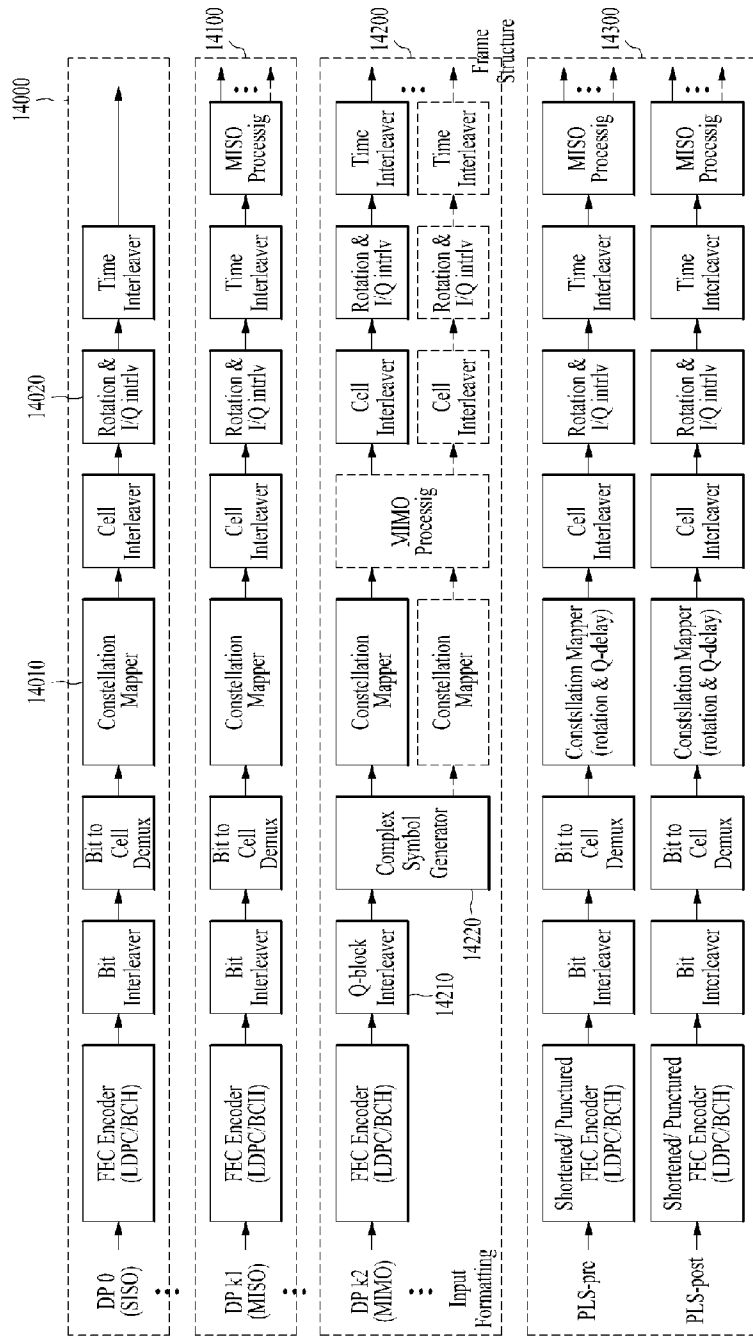 14000
DP 0
(SISO)
FEC Encoder
(LDPC/BCH)
Bit
Interleaver
Bit to
Cell
Demux
14010
Constellation
Mapper
Cell
Interleaver
14020
Rotation &
I/Q intrlv
Time
Interleaver
14100
DP k1
(MISO)
FEC Encoder
(LDPC/BCH)
Bit
Interleaver
Bit to
Cell
Demux
Constellation
Mapper
Cell
Interleaver
Rotation &
I/Q intrlv
Time
Interleaver
MISO
Processig
14200
DP k2
(MIMO)
FEC Encoder
(LDPC/BCH)
Q-block
Interleaver
14210
Complex
Symbol
Generator
14220
Constellation
Mapper
Constellation
Mapper
MIMO
Processig
Cell
Interleaver
Cell
Interleaver
Rotation &
I/Q intrlv
Rotation &
I/Q intrlv
Time
Interleaver
Time
Interleaver
Input
Formatting
Frame
Structure
14300
PLS-pre
Shortened/ Punctured
FEC Encoder
(LDPC/BCH)
Bit
Interleaver
Bit to
Cell
Demux
Constsllation Mapper
(rotation & Q-delay)
Cell
Interleaver
Rotation &
I/Q intrlv
Time
Interleaver
MISO
Processig
PLS-post
Shortened/ Punctured
FEC Encoder
(LDPC/BCH)
Bit
Interleaver
Bit to
Cell
Demux
Constsllation Mapper
(rotation & Q-delay)
Cell
Interleaver
Rotation &
I/Q intrlv
Time
Interleaver
MISO
Processig